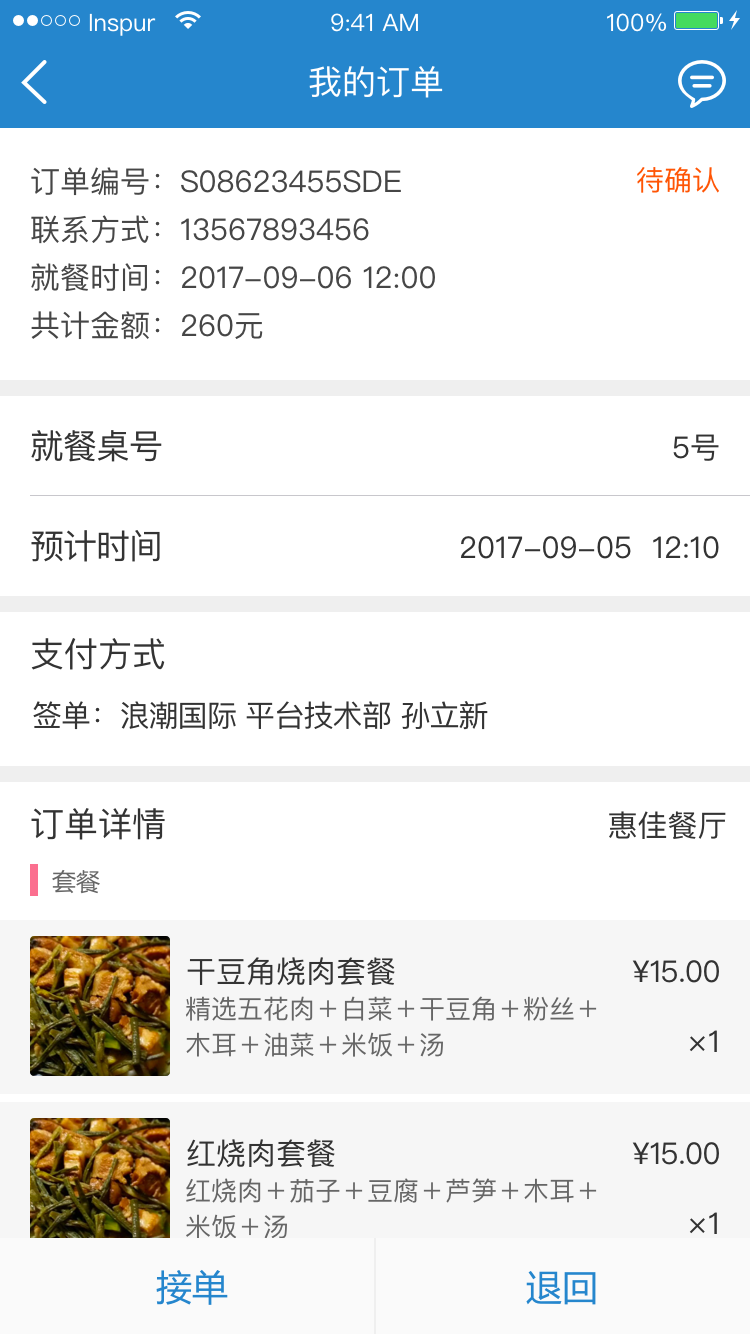 Inspur 9:41 AM 100%
我的订单
订单编号：S08623455SDE 待确认
联系方式：13567893456
就餐时间：2017-09-06 12:00
共计金额：260元
就餐桌号 5号
预计时间 2017-09-05 12:10
支付方式
签单：浪潮国际 平台技术部 孙立新
订单详情 惠佳餐厅
套餐
干豆角烧肉套餐 ¥15.00
精选五花肉＋白菜＋干豆角＋粉丝＋
木耳＋油菜＋米饭＋汤 ×1
红烧肉套餐 ¥15.00
红烧肉＋茄子＋豆腐＋芦笋＋木耳＋
米饭＋汤 ×1
接单 退回